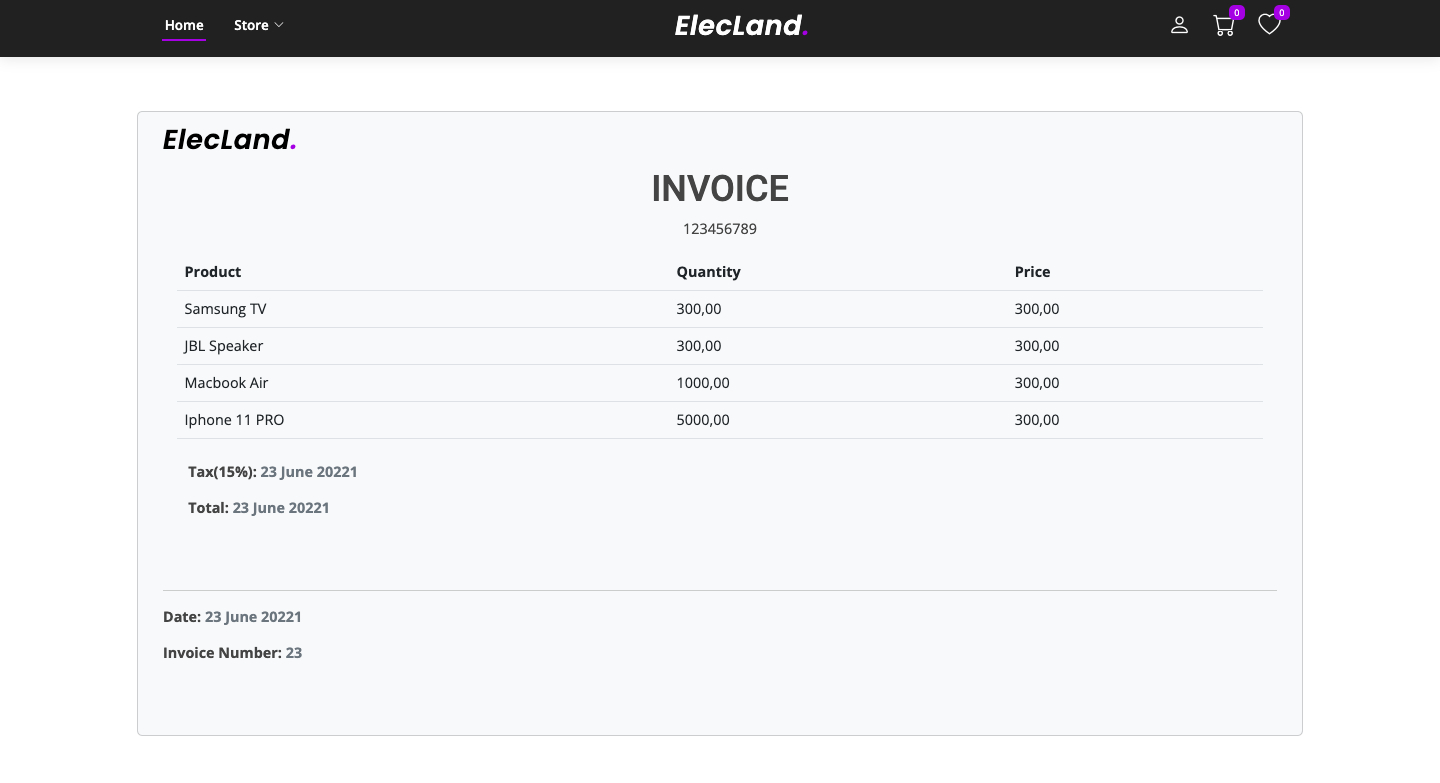 Home Store ElecLand. 0 0
ElecLand.
INVOICE
123456789
Product Quantity Price
Samsung TV 300,00 300,00
JBL Speaker 300,00 300,00
Macbook Air 1000,00 300,00
Iphone 11 PRO 5000,00 300,00
Tax(15%): 23 June 20221
Total: 23 June 20221
Date: 23 June 20221
Invoice Number: 23